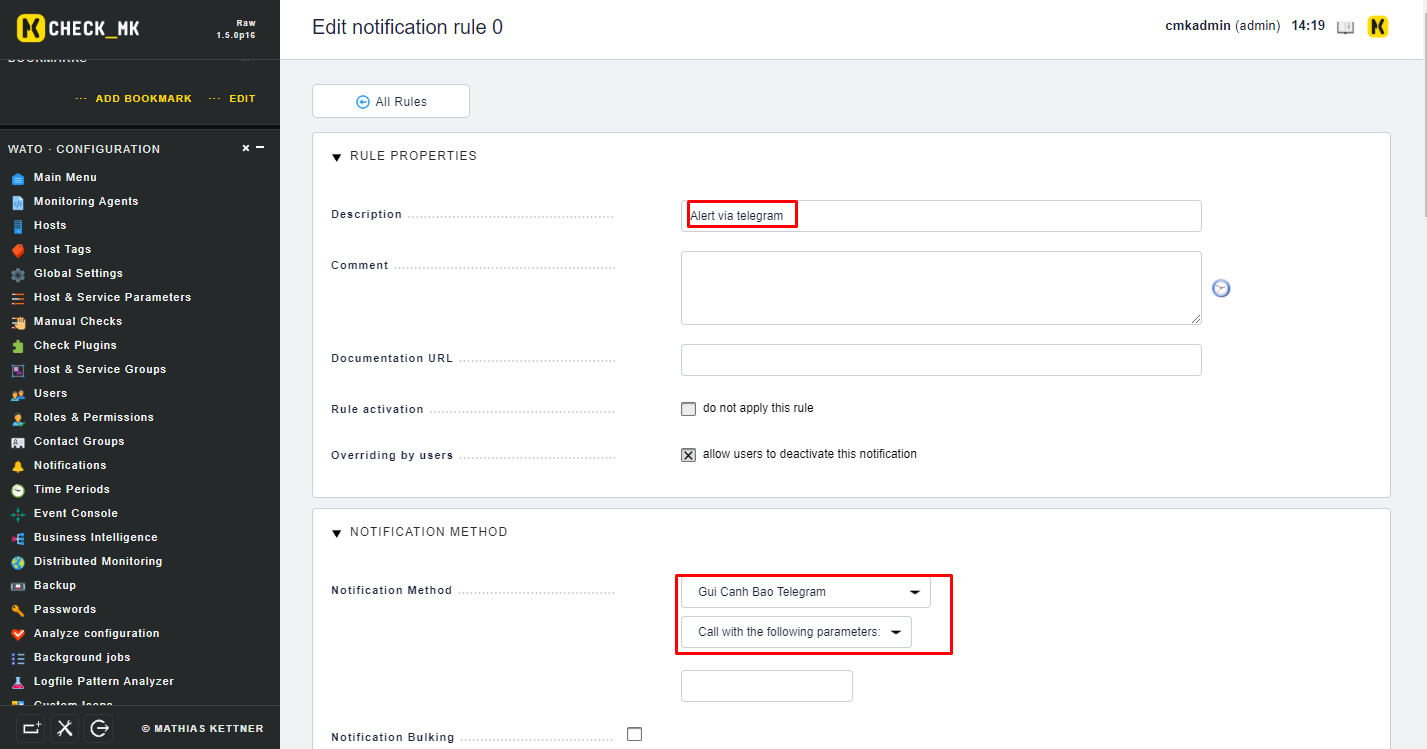 CHECK_MK
Raw
1.5.0p16
Edit notification rule 0
cmkadmin (admin) 14:19
BOOKMARKS
ADD BOOKMARK
EDIT
WATO · CONFIGURATION
Main Menu
Monitoring Agents
Hosts
Host Tags
Global Settings
Host & Service Parameters
Manual Checks
Check Plugins
Host & Service Groups
Users
Roles & Permissions
Contact Groups
Notifications
Time Periods
Event Console
Business Intelligence
Distributed Monitoring
Backup
Passwords
Analyze configuration
Background jobs
Logfile Pattern Analyzer
Custom Icons
© MATHIAS KETTNER
All Rules
RULE PROPERTIES
Description
Alert via telegram
Comment
Documentation URL
Rule activation
do not apply this rule
Overriding by users
allow users to deactivate this notification
NOTIFICATION METHOD
Notification Method
Gui Canh Bao Telegram
Call with the following parameters:
Notification Bulking